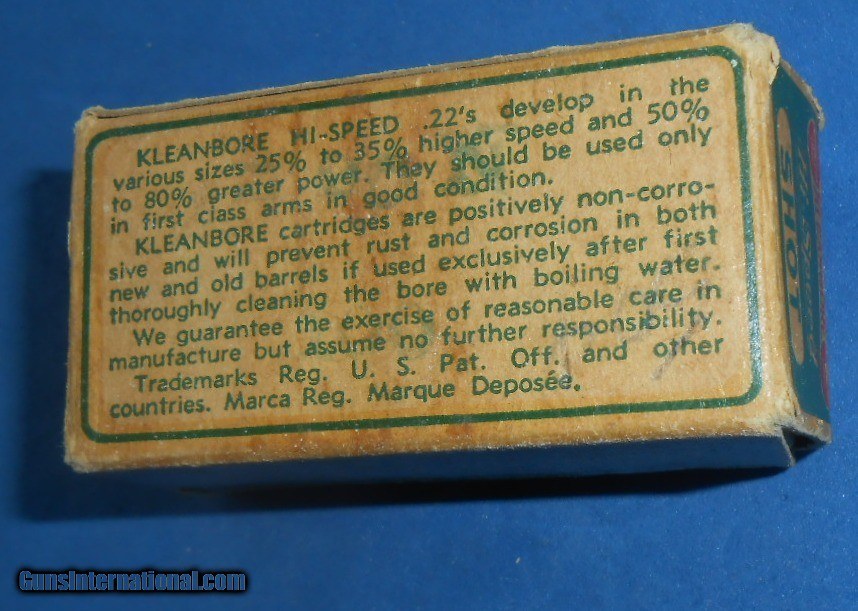 KLEANBORE HI-SPEED .22's develop in the
various sizes 25% to 35% higher speed and 50%
to 80% greater power. They should be used only
in first class arms in good condition.
KLEANBORE cartridges are positively non-corro-
sive and will prevent rust and corrosion in both
new and old barrels if used exclusively after first
thoroughly cleaning the bore with boiling water.
We guarantee the exercise of reasonable care in
manufacture but assume no further responsibility.
Trademarks Reg. U. S. Pat. Off. and other
countries. Marca Reg. Marque Deposée.
SHOT
GunsInternational.com